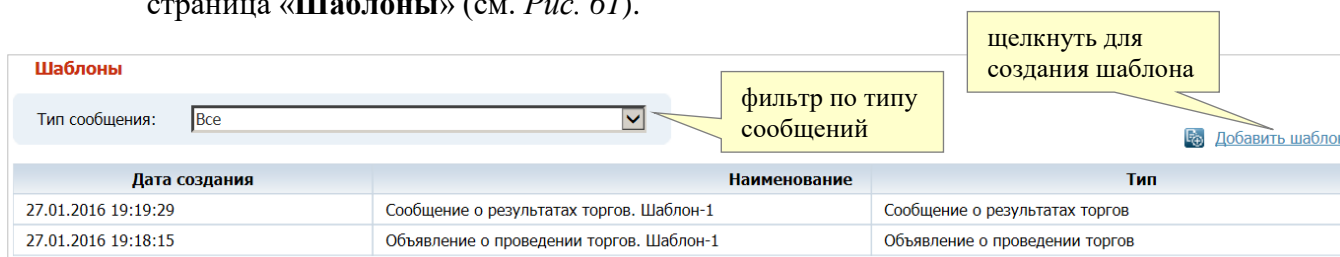 страница «Шаблоны» (см. Рис. 61).
щелкнуть для
создания шаблона
Шаблоны
фильтр по типу
сообщений
Тип сообщения: Все
Добавить шаблон
Дата создания Наименование Тип
27.01.2016 19:19:29 Сообщение о результатах торгов. Шаблон-1 Сообщение о результатах торгов
27.01.2016 19:18:15 Объявление о проведении торгов. Шаблон-1 Объявление о проведении торгов